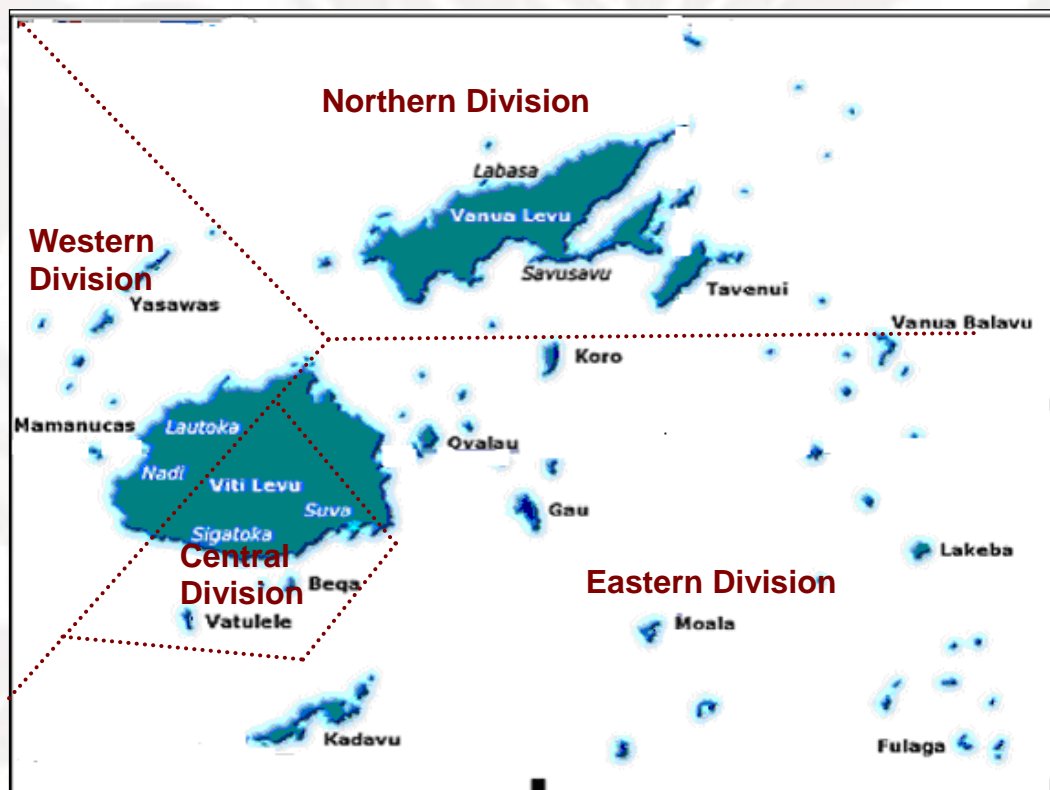 Northern Division
Labasa
Vanua Levu
Western
Division
Savusavu
Tavenui
Yasawas
Vanua Balavu
Koro
Mamanucas
Lautoka
Ovalau
Nadi
Viti Levu
Suva
Gau
Sigatoka
Central
Division
Lakeba
Beqa
Eastern Division
Vatulele
Moala
Kadavu
Fulaga